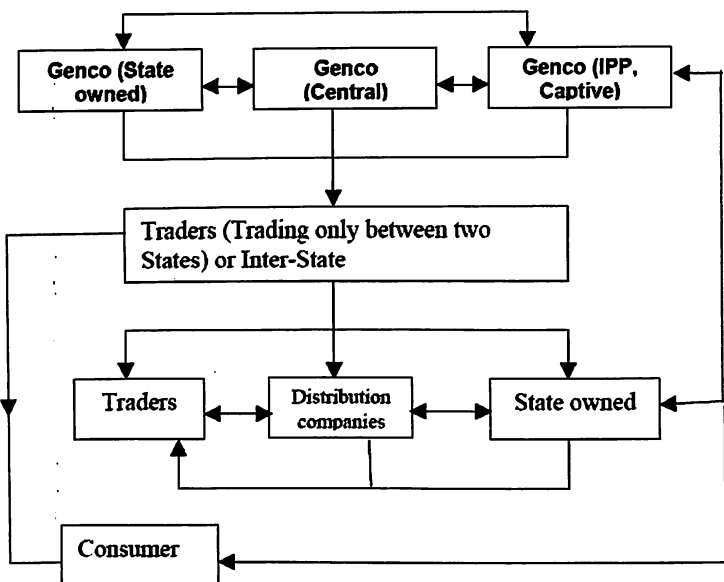 Genco (State
owned)
Genco
(Central)
Genco (IPP,
Captive)
Traders (Trading only between two
States) or Inter-State
Traders
Distribution
companies
State owned
Consumer